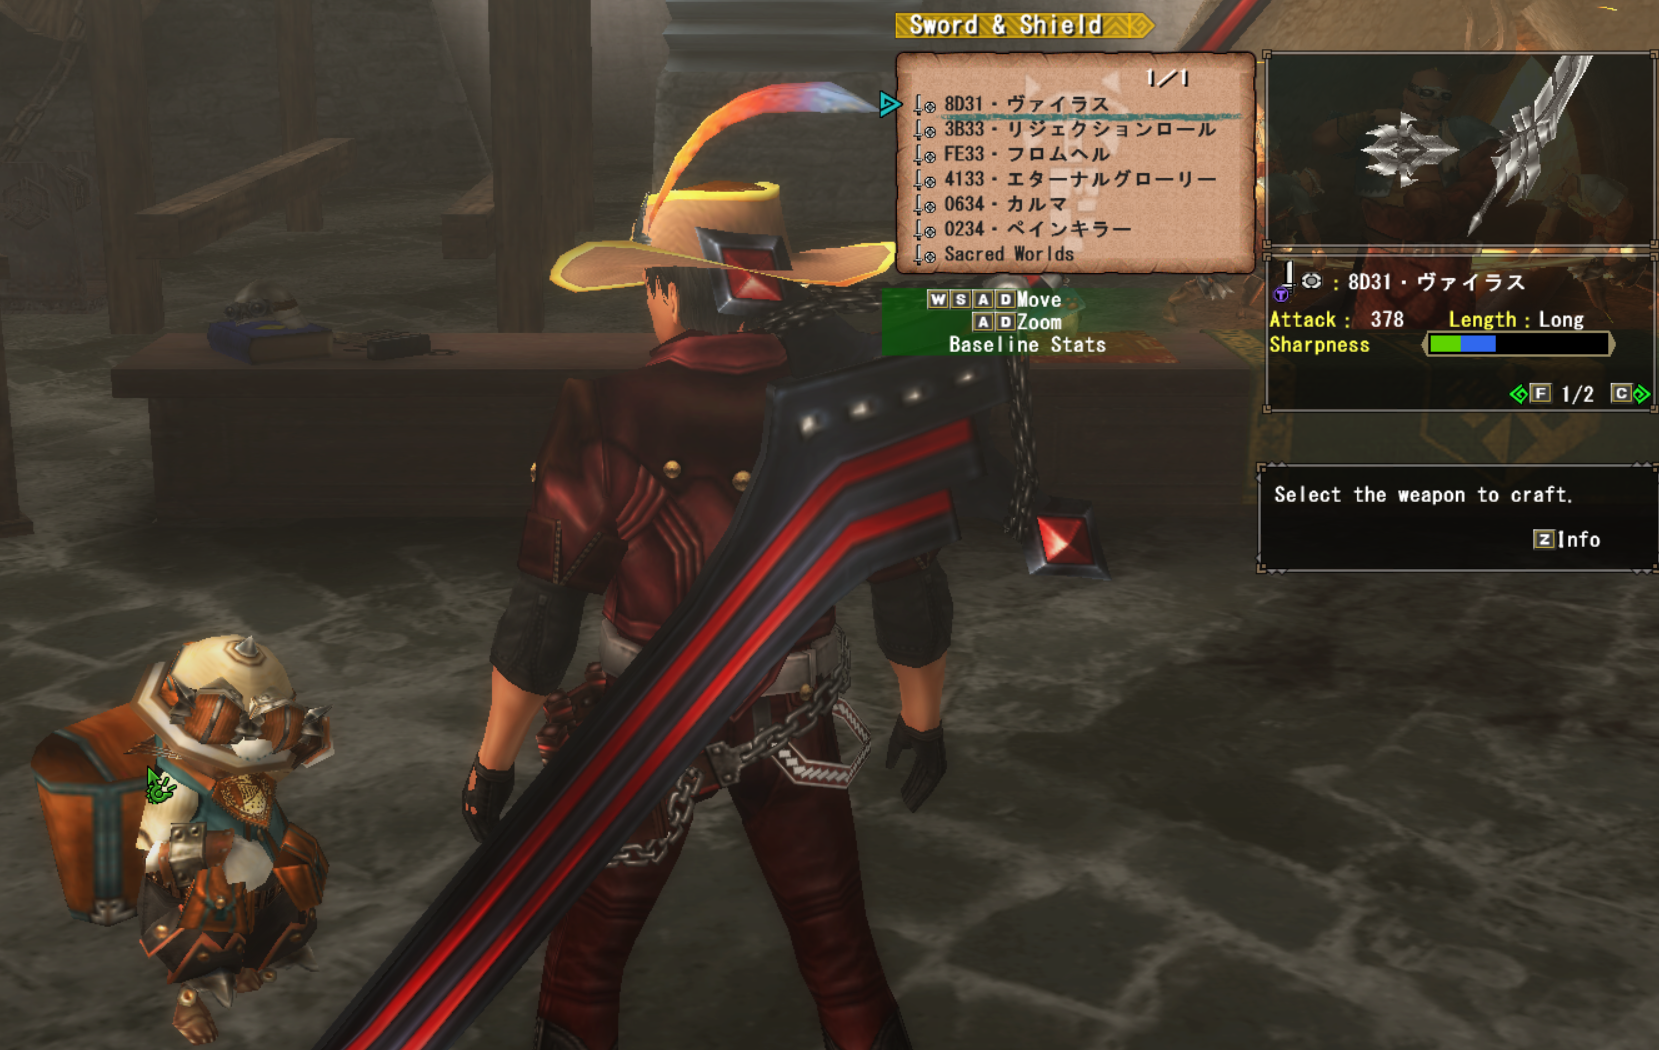 Sword & Shield
1/1
8D31・ヴァイラス
3B33・リジェクションロール
FE33・フロムヘル
4133・エターナルグローリー
0634・カルマ
0234・ペインキラー
Sacred Worlds
W S A D Move
A D Zoom
Baseline Stats
: 8D31・ヴァイラス
Attack : 378 Length : Long
Sharpness
F 1/2 C
Select the weapon to craft.
Z Info